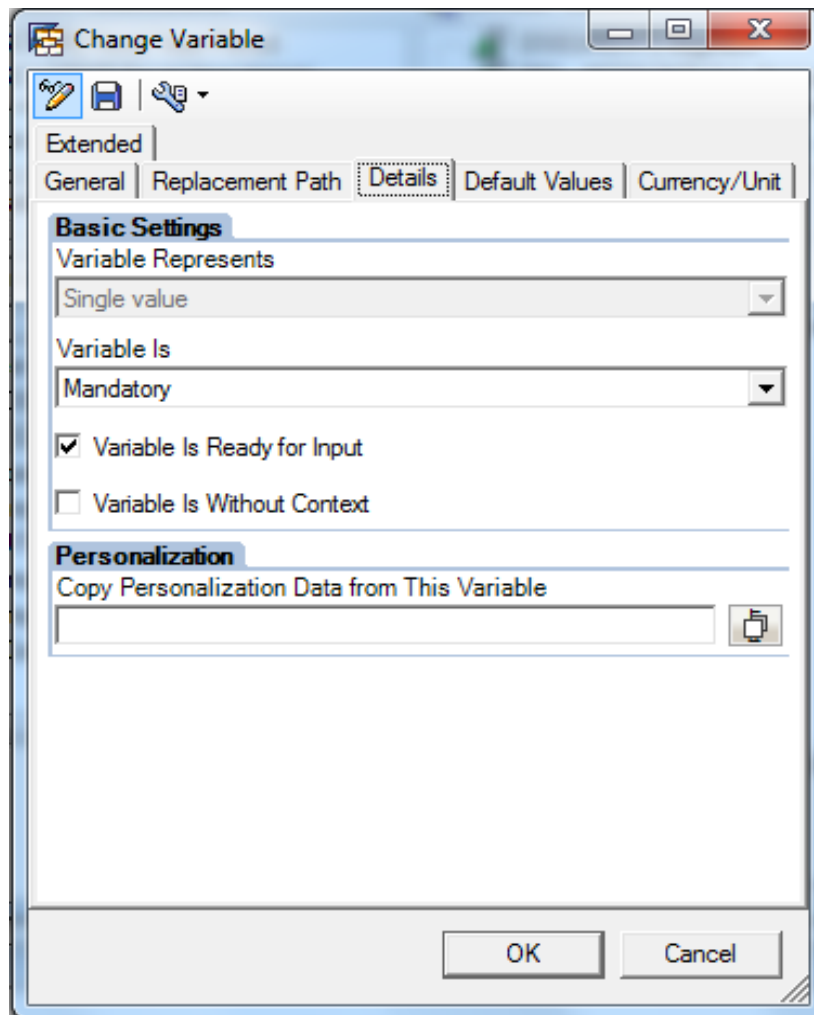 Change Variable
Extended
General Replacement Path Details Default Values Currency/Unit
Basic Settings
Variable Represents
Single value
Variable Is
Mandatory
Variable Is Ready for Input
Variable Is Without Context
Personalization
Copy Personalization Data from This Variable
OK Cancel